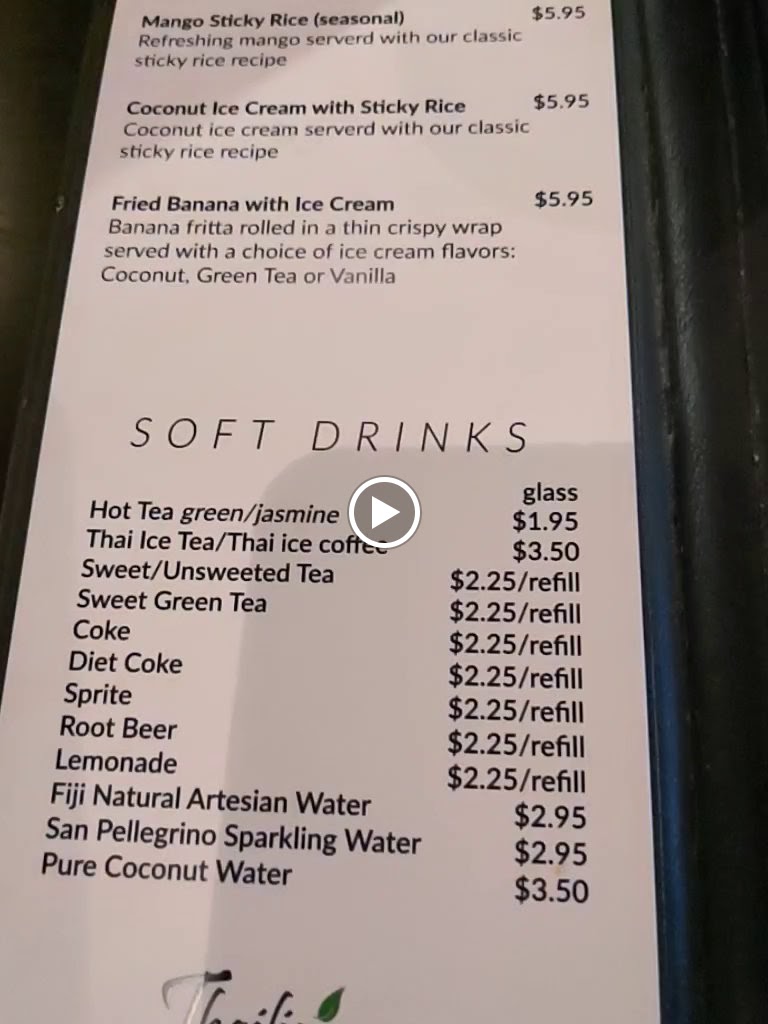 Mango Sticky Rice (seasonal) $5.95
Refreshing mango serverd with our classic
sticky rice recipe
Coconut Ice Cream with Sticky Rice $5.95
Coconut ice cream serverd with our classic
sticky rice recipe
Fried Banana with Ice Cream $5.95
Banana fritta rolled in a thin crispy wrap
served with a choice of ice cream flavors:
Coconut, Green Tea or Vanilla
SOFT DRINKS
glass
Hot Tea green/jasmine $1.95
Thai Ice Tea/Thai ice coffee $3.50
Sweet/Unsweeted Tea $2.25/refill
Sweet Green Tea $2.25/refill
Coke $2.25/refill
Diet Coke $2.25/refill
Sprite $2.25/refill
Root Beer $2.25/refill
Lemonade $2.25/refill
Fiji Natural Artesian Water $2.95
San Pellegrino Sparkling Water $2.95
Pure Coconut Water $3.50